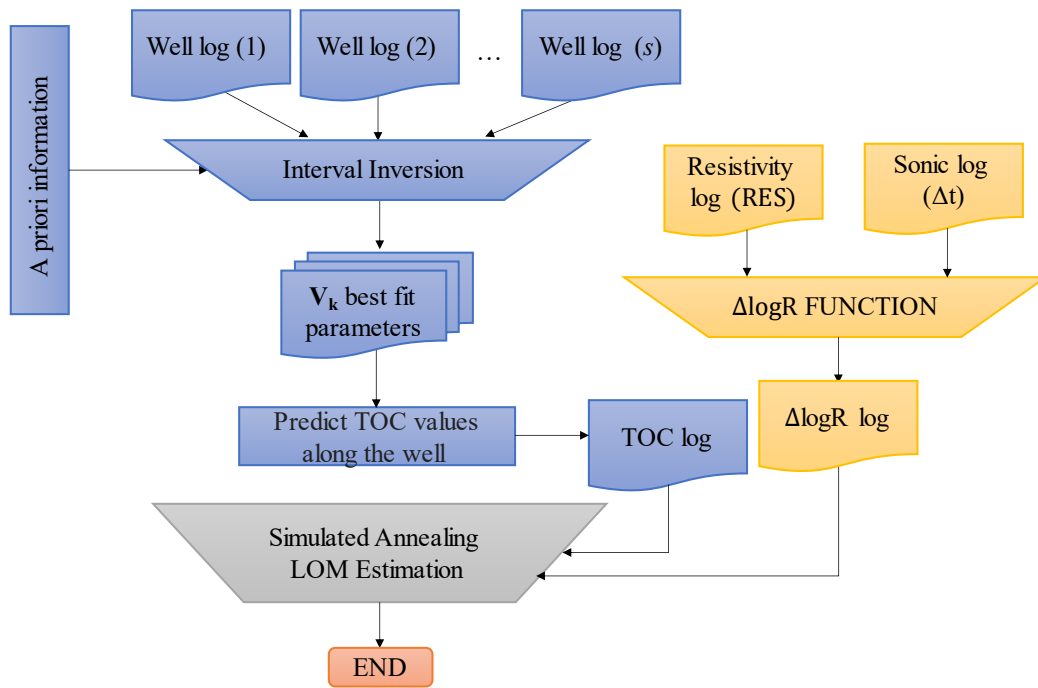 Well log (1)
Well log (2)
…
Well log (s)
A priori information
Interval Inversion
Resistivity
log (RES)
Sonic log
(Δt)
V_k best fit
parameters
ΔlogR FUNCTION
Predict TOC values
along the well
TOC log
ΔlogR log
Simulated Annealing
LOM Estimation
END